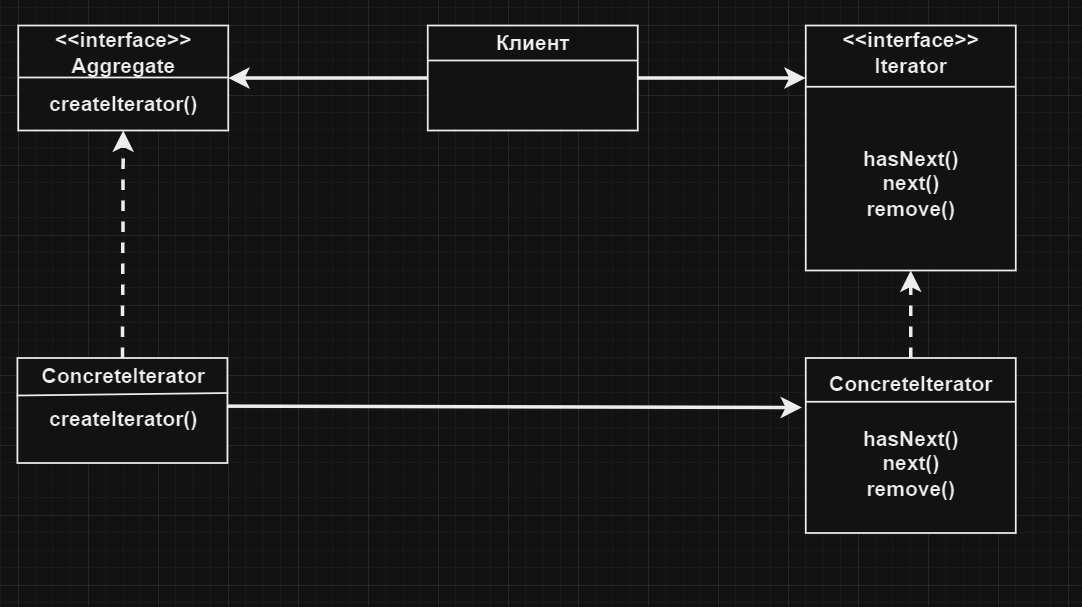 <<interface>>
Aggregate
createIterator()
Клиент
<<interface>>
Iterator
hasNext()
next()
remove()
ConcreteIterator
createIterator()
ConcreteIterator
hasNext()
next()
remove()